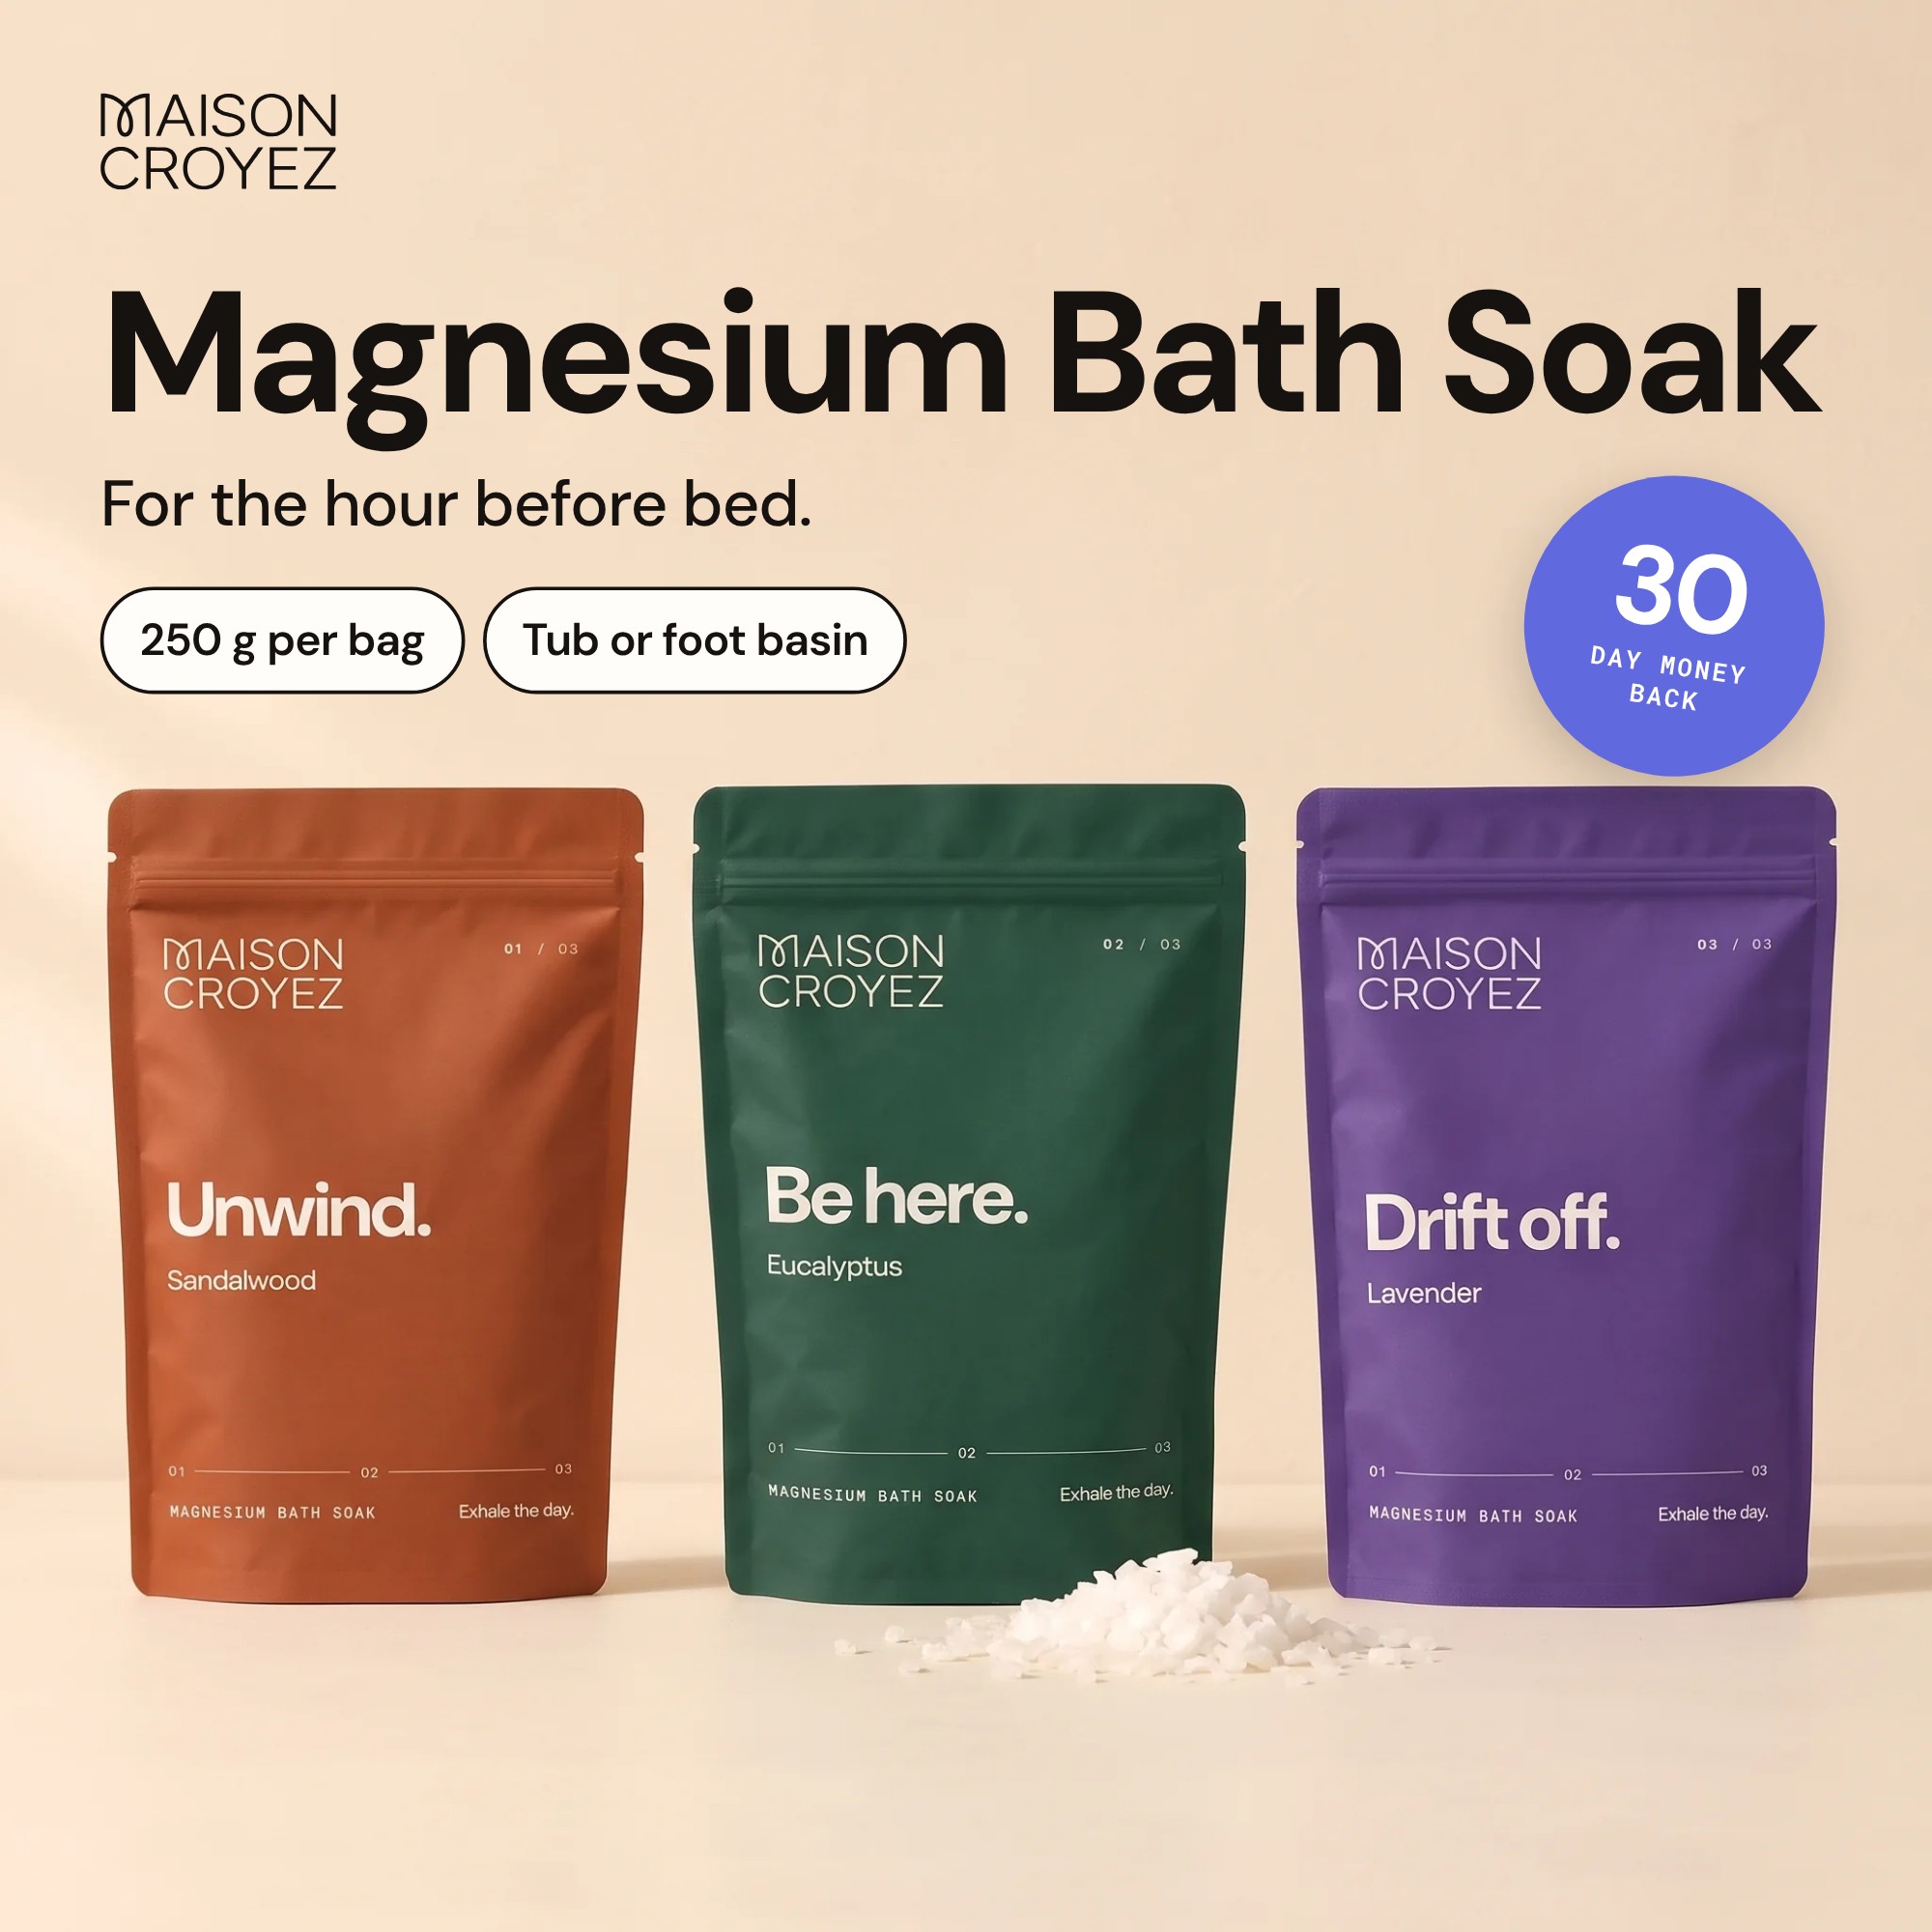 MAISON
CROYEZ
Magnesium Bath Soak
For the hour before bed.
250 g per bag
Tub or foot basin
30
DAY MONEY
BACK
MAISON
CROYEZ
01 / 03
Unwind.
Sandalwood
01 02 03
MAGNESIUM BATH SOAK
Exhale the day.
MAISON
CROYEZ
02 / 03
Be here.
Eucalyptus
01 02 03
MAGNESIUM BATH SOAK
Exhale the day.
MAISON
CROYEZ
03 / 03
Drift off.
Lavender
01 02 03
MAGNESIUM BATH SOAK
Exhale the day.